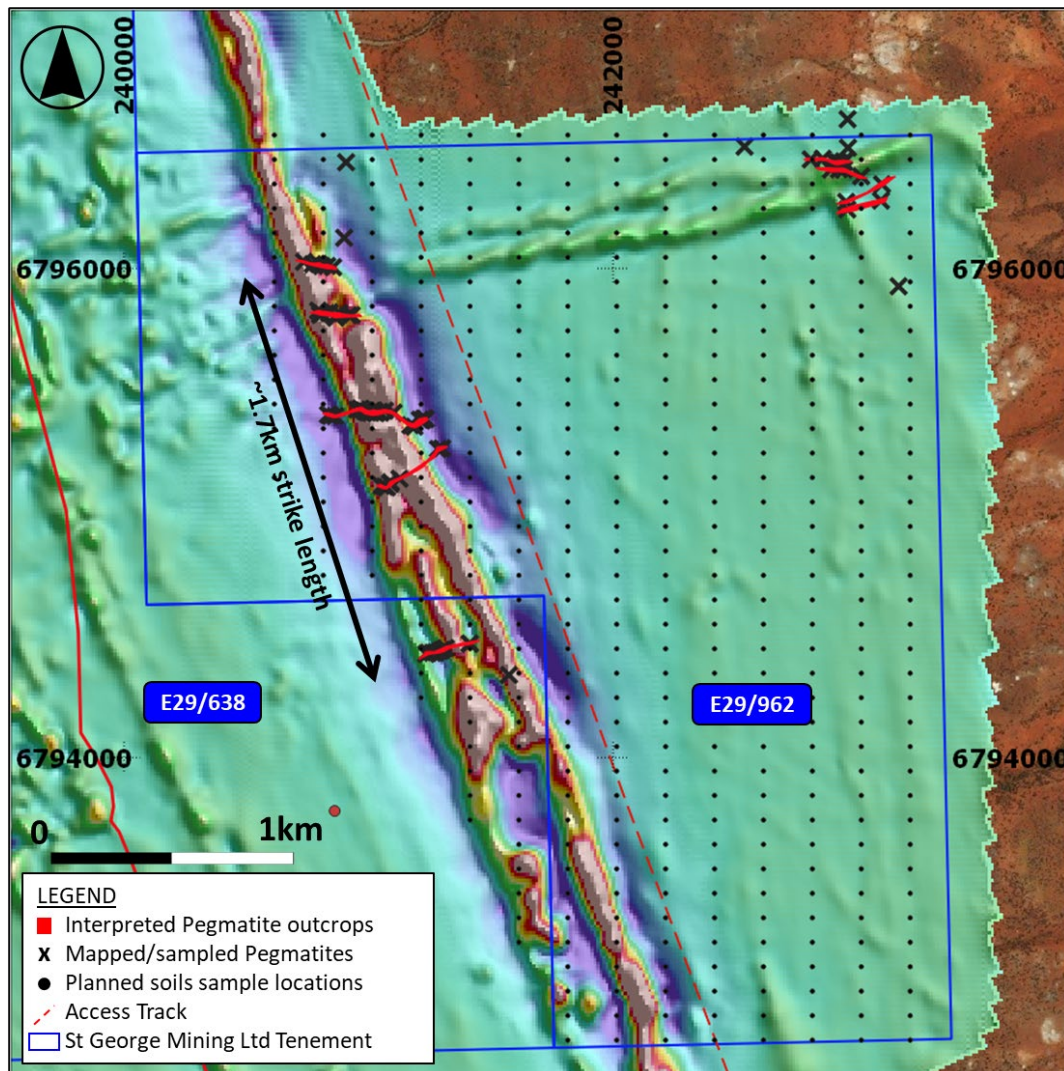 240000
242000
6796000
6796000
~1.7km strike length
E29/638
E29/962
6794000
6794000
0
1km
LEGEND
Interpreted Pegmatite outcrops
x Mapped/sampled Pegmatites
Planned soils sample locations
Access Track
St George Mining Ltd Tenement